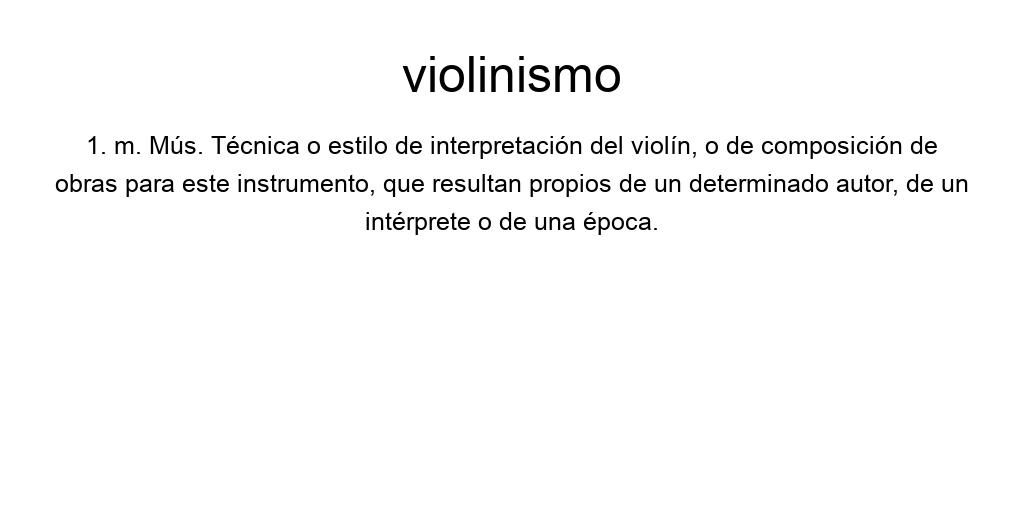 violinismo
1. m. Mús. Técnica o estilo de interpretación del violín, o de composición de
obras para este instrumento, que resultan propios de un determinado autor, de un
intérprete o de una época.